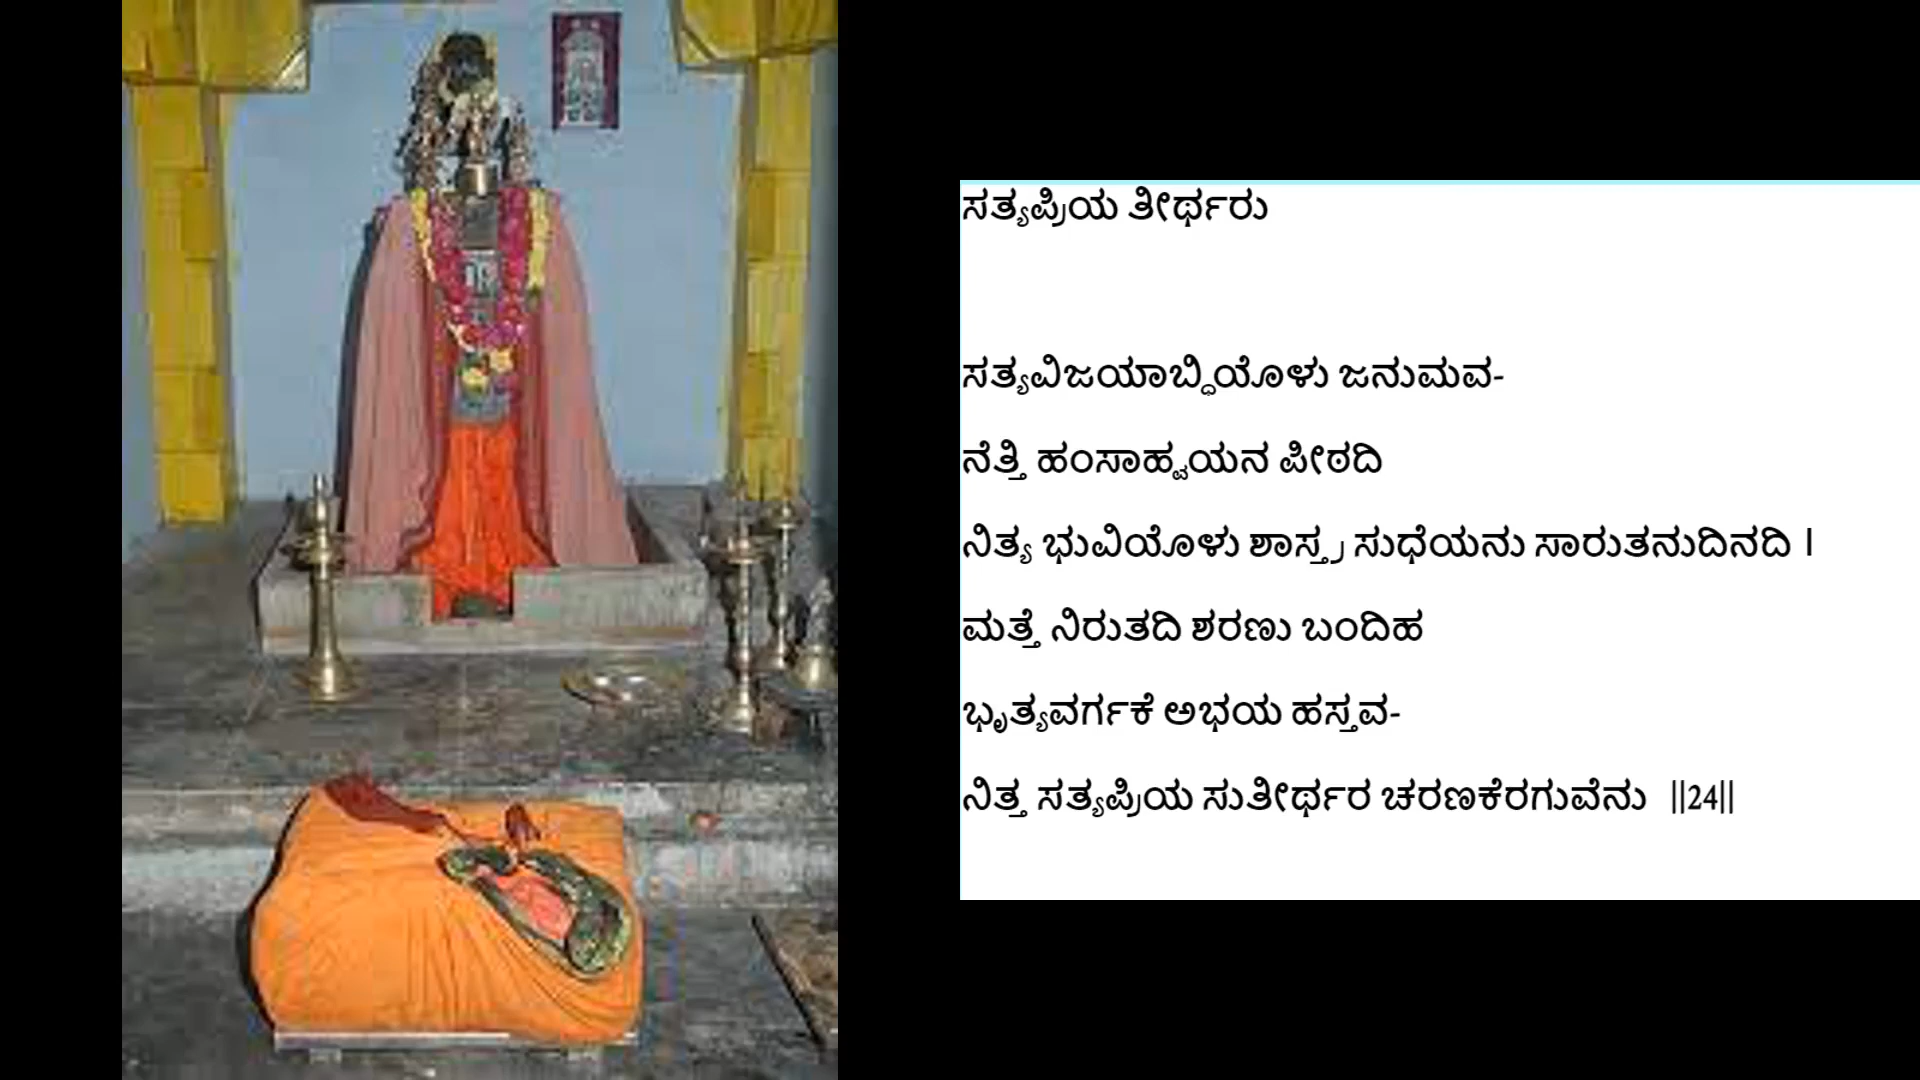 ಸತ್ಯಪ್ರಿಯ ತೀರ್ಥರು
ಸತ್ಯವಿಜಯಾಬ್ಧಿಯೊಳು ಜನುಮವ-
ನೆತ್ತಿ ಹಂಸಾಹ್ವಯನ ಪೀಠದಿ
ನಿತ್ಯ ಭುವಿಯೊಳು ಶಾಸ್ತ್ರ ಸುಧೆಯನು ಸಾರುತನುದಿನದಿ ।
ಮತ್ತೆ ನಿರುತದಿ ಶರಣು ಬಂದಿಹ
ಭೃತ್ಯವರ್ಗಕೆ ಅಭಯ ಹಸ್ತವ-
ನಿತ್ತ ಸತ್ಯಪ್ರಿಯ ಸುತೀರ್ಥರ ಚರಣಕೆರಗುವೆನು ||24||